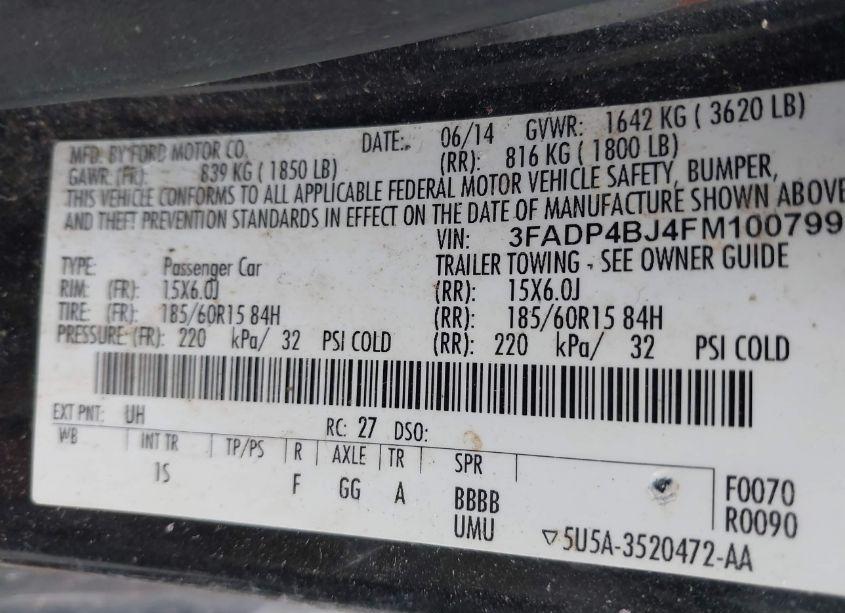 MFD. BY FORD MOTOR CO.
DATE: 06/14 GVWR: 1642 KG ( 3620 LB)
GAWR: (FR): 839 KG ( 1850 LB) (RR): 816 KG ( 1800 LB)
THIS VEHICLE CONFORMS TO ALL APPLICABLE FEDERAL MOTOR VEHICLE SAFETY, BUMPER,
AND THEFT PREVENTION STANDARDS IN EFFECT ON THE DATE OF MANUFACTURE SHOWN ABOVE
VIN: 3FADP4BJ4FM100799
TYPE: Passenger Car TRAILER TOWING - SEE OWNER GUIDE
RIM: (FR): 15X6.0J (RR): 15X6.0J
TIRE: (FR): 185/60R15 84H (RR): 185/60R15 84H
PRESSURE: (FR): 220 kPa/ 32 PSI COLD (RR): 220 kPa/ 32 PSI COLD
EXT PNT: UH RC: 27 DSO:
WB INT TR TP/PS R AXLE TR SPR
1S F GG A BBBB F0070
UMU R0090
▽5U5A-3520472-AA